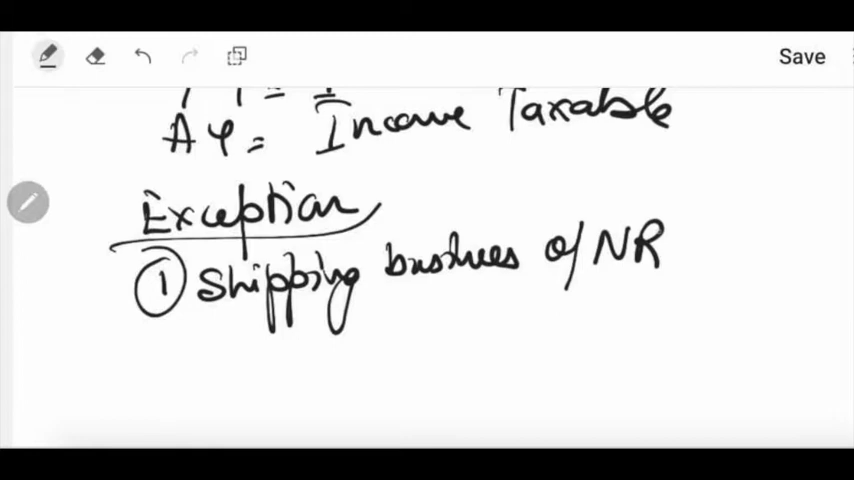 Save
AY = Income Taxable
Exception
① Shipping business of NR